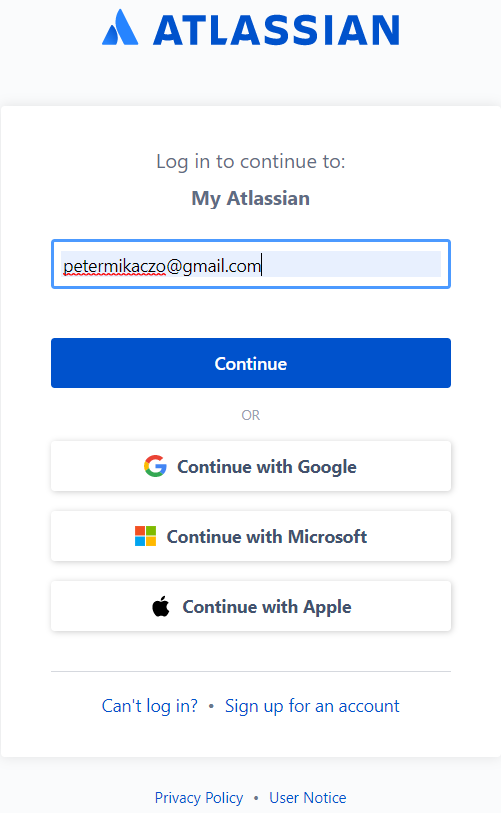 ATLASSIAN
Log in to continue to:
My Atlassian
petermikaczo@gmail.com
Continue
OR
Continue with Google
Continue with Microsoft
Continue with Apple
Can't log in? • Sign up for an account
Privacy Policy • User Notice